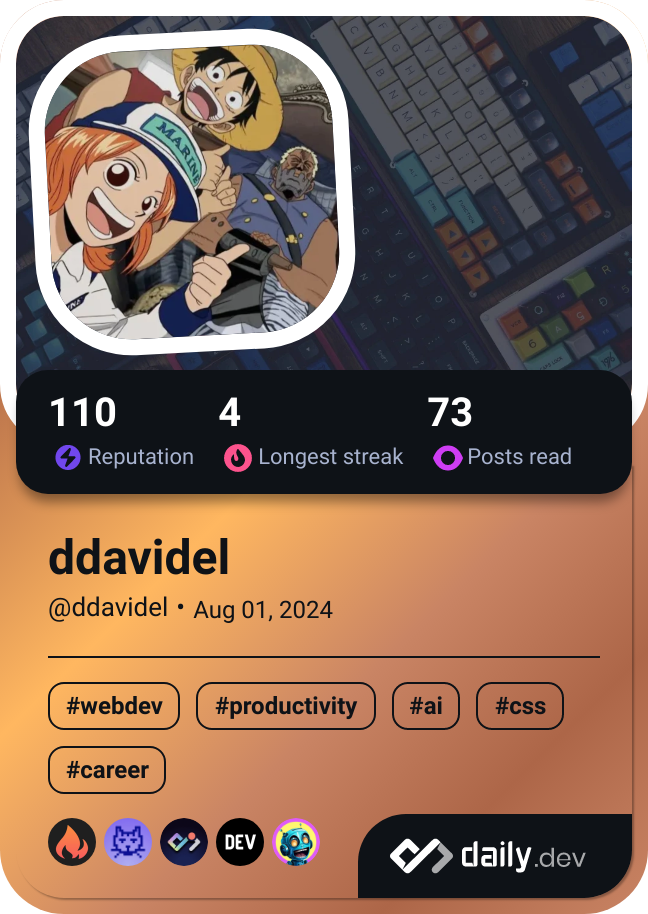 MARINE
110 4 73
Reputation Longest streak Posts read
ddavidel
@ddavidel • Aug 01, 2024
#webdev #productivity #ai #css
#career
DEV
daily.dev